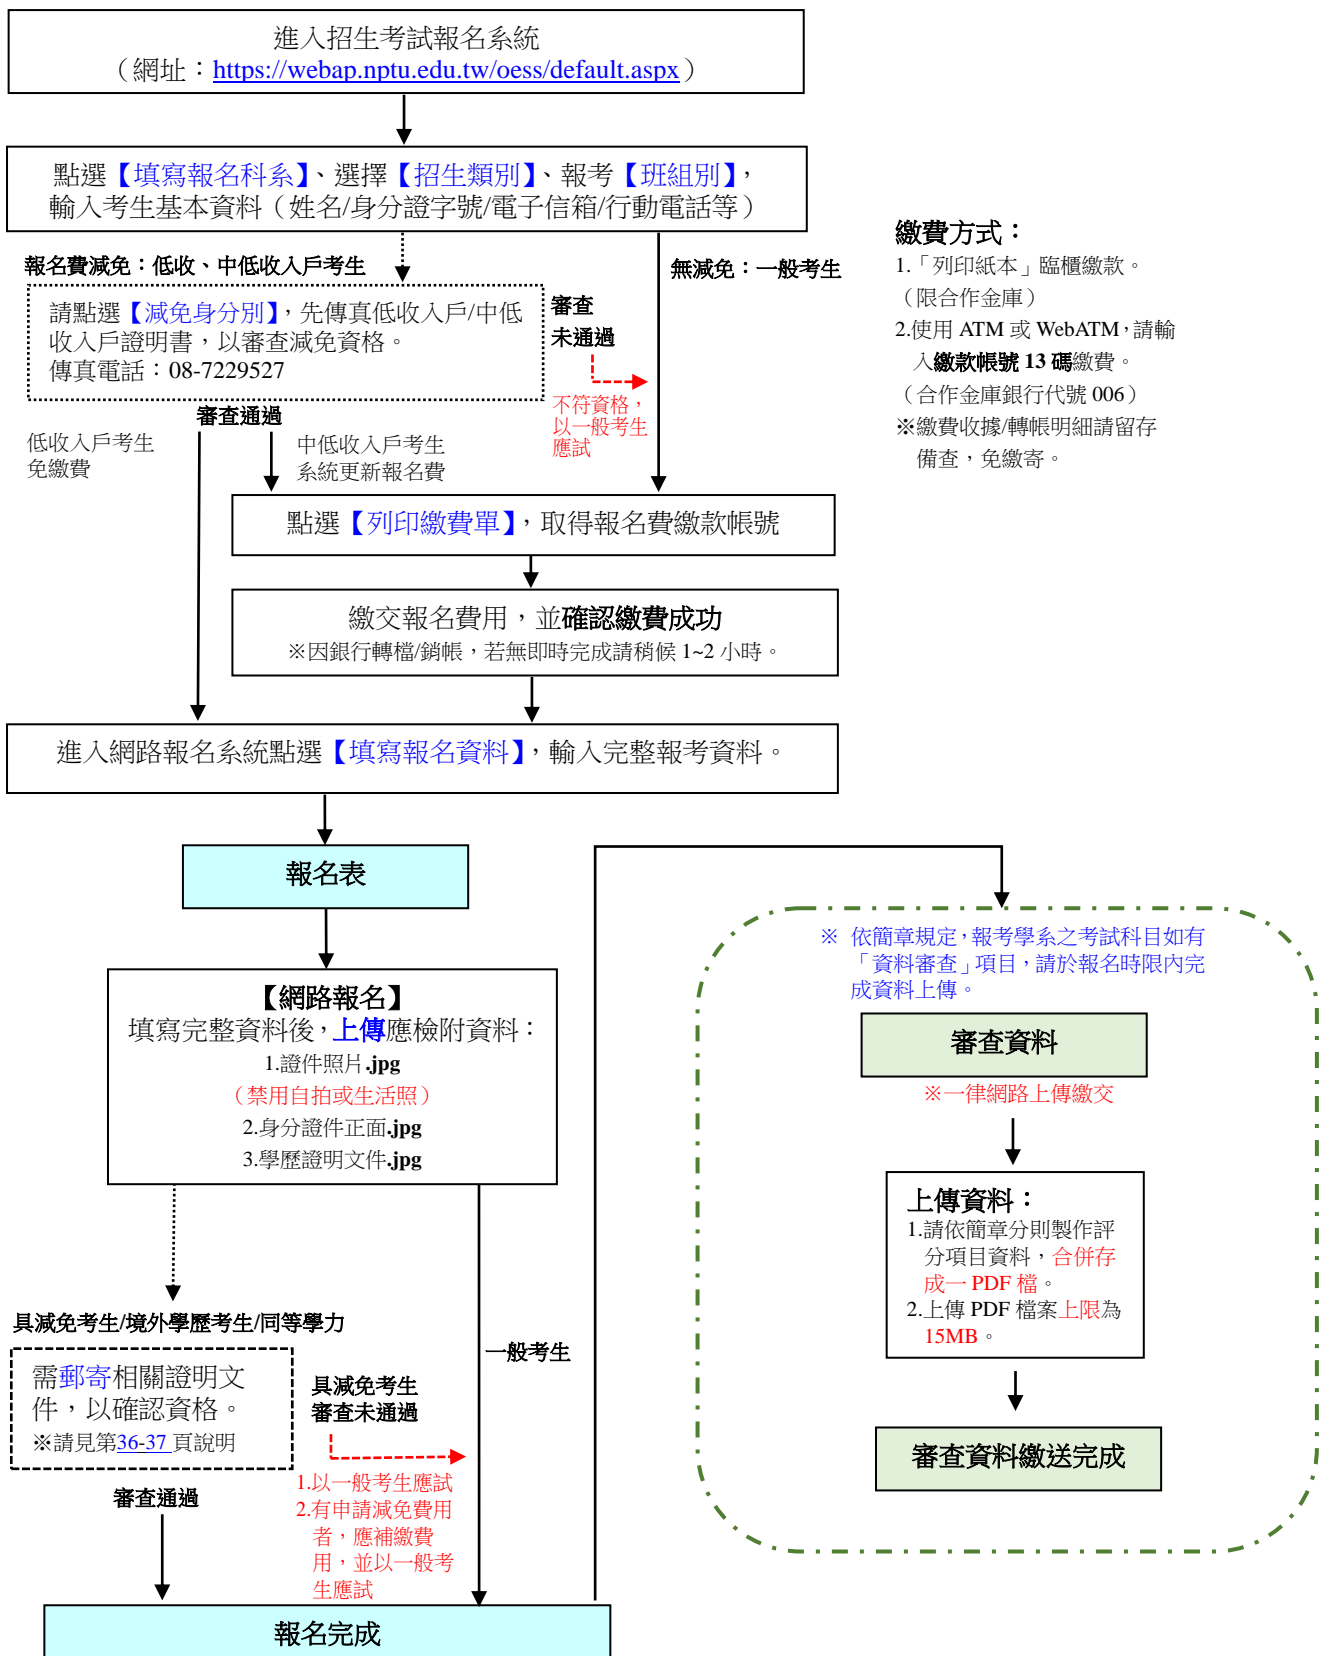 進入招生考試報名系統
（網址：https://webap.nptu.edu.tw/oess/default.aspx）
點選【填寫報名科系】、選擇【招生類別】、報考【班組別】，
輸入考生基本資料（姓名/身分證字號/電子信箱/行動電話等）
報名費減免：低收、中低收入戶考生
無減免：一般考生
請點選【減免身分別】，先傳真低收入戶/中低
收入戶證明書，以審查減免資格。
傳真電話：08-7229527
審查
未通過
不符資格，
以一般考生
應試
審查通過
低收入戶考生
免繳費
中低收入戶考生
系統更新報名費
繳費方式：
1.「列印紙本」臨櫃繳款。
（限合作金庫）
2.使用 ATM 或 WebATM，請輸
入繳款帳號 13 碼繳費。
（合作金庫銀行代號 006）
※繳費收據/轉帳明細請留存
備查，免繳寄。
點選【列印繳費單】，取得報名費繳款帳號
繳交報名費用，並確認繳費成功
※因銀行轉檔/銷帳，若無即時完成請稍候 1~2 小時。
進入網路報名系統點選【填寫報名資料】，輸入完整報考資料。
報名表
【網路報名】
填寫完整資料後，上傳應檢附資料：
1.證件照片.jpg
（禁用自拍或生活照）
2.身分證件正面.jpg
3.學歷證明文件.jpg
具減免考生/境外學歷考生/同等學力
需郵寄相關證明文
件，以確認資格。
※請見第36-37 頁說明
審查通過
具減免考生
審查未通過
1.以一般考生應試
2.有申請減免費用
者，應補繳費
用，並以一般考
生應試
一般考生
報名完成
※ 依簡章規定，報考學系之考試科目如有
「資料審查」項目，請於報名時限內完
成資料上傳。
審查資料
※一律網路上傳繳交
上傳資料：
1.請依簡章分則製作評
分項目資料，合併存
成一 PDF 檔。
2.上傳 PDF 檔案上限為
15MB。
審查資料繳送完成